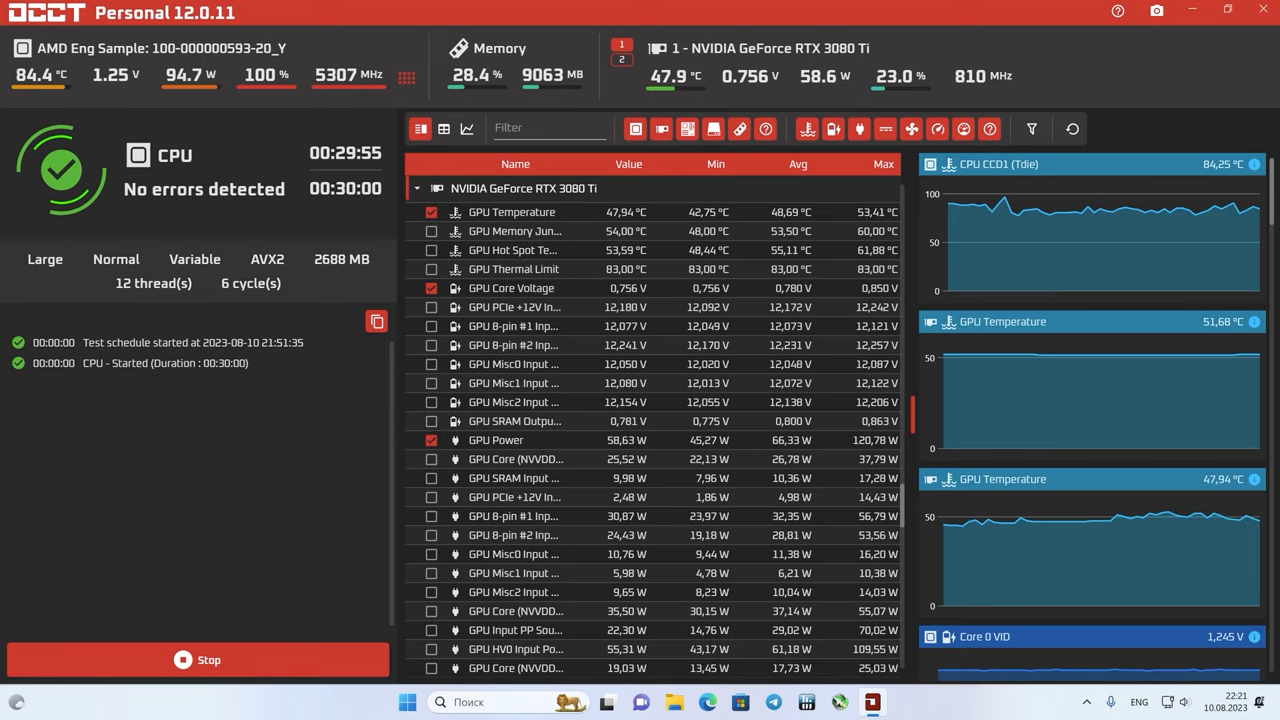 OCCT Personal 12.0.11
AMD Eng Sample: 100-000000593-20_Y
84.4 °C 1.25 V 94.7 W 100 % 5307 MHz
Memory
28.4 % 9063 MB
1
2
1 - NVIDIA GeForce RTX 3080 Ti
47.9 °C 0.756 V 58.6 W 23.0 % 810 MHz
CPU
No errors detected
00:29:55
00:30:00
Large Normal Variable AVX2 2688 MB
12 thread(s) 6 cycle(s)
00:00:00 Test schedule started at 2023-08-10 21:51:35
00:00:00 CPU - Started (Duration : 00:30:00)
Stop
Filter
Name Value Min Avg Max
NVIDIA GeForce RTX 3080 Ti
GPU Temperature 47,94 °C 42,75 °C 48,69 °C 53,41 °C
GPU Memory Jun... 54,00 °C 48,00 °C 53,50 °C 60,00 °C
GPU Hot Spot Te... 53,59 °C 48,44 °C 55,11 °C 61,88 °C
GPU Thermal Limit 83,00 °C 83,00 °C 83,00 °C 83,00 °C
GPU Core Voltage 0,756 V 0,756 V 0,780 V 0,850 V
GPU PCIe +12V In... 12,180 V 12,092 V 12,172 V 12,242 V
GPU 8-pin #1 Inp... 12,077 V 12,049 V 12,073 V 12,121 V
GPU 8-pin #2 Inp... 12,241 V 12,170 V 12,231 V 12,257 V
GPU Misc0 Input ... 12,050 V 12,020 V 12,048 V 12,087 V
GPU Misc1 Input ... 12,080 V 12,013 V 12,072 V 12,122 V
GPU Misc2 Input ... 12,154 V 12,055 V 12,138 V 12,206 V
GPU SRAM Outpu... 0,781 V 0,775 V 0,800 V 0,863 V
GPU Power 58,63 W 45,27 W 66,33 W 120,78 W
GPU Core (NVVDD... 25,52 W 22,13 W 26,78 W 37,79 W
GPU SRAM Input ... 9,98 W 7,96 W 10,36 W 17,28 W
GPU PCIe +12V In... 2,48 W 1,86 W 4,98 W 14,43 W
GPU 8-pin #1 Inp... 30,87 W 23,97 W 32,35 W 56,79 W
GPU 8-pin #2 Inp... 24,43 W 19,18 W 28,81 W 53,56 W
GPU Misc0 Input ... 10,76 W 9,44 W 11,38 W 16,20 W
GPU Misc1 Input ... 5,98 W 4,78 W 6,21 W 10,38 W
GPU Misc2 Input ... 9,65 W 8,23 W 10,04 W 14,03 W
GPU Core (NVVDD... 35,50 W 30,15 W 37,14 W 55,07 W
GPU Input PP Sou... 22,30 W 14,76 W 29,02 W 70,02 W
GPU HV0 Input Po... 55,31 W 43,17 W 61,18 W 109,55 W
GPU Core (NVVDD... 19,03 W 13,45 W 17,73 W 25,03 W
CPU CCD1 (Tdie) 84,25 °C
100
50
0
GPU Temperature 51,68 °C
50
0
GPU Temperature 47,94 °C
50
0
Core 0 VID 1,245 V
Поиск
ENG
22:21
10.08.2023